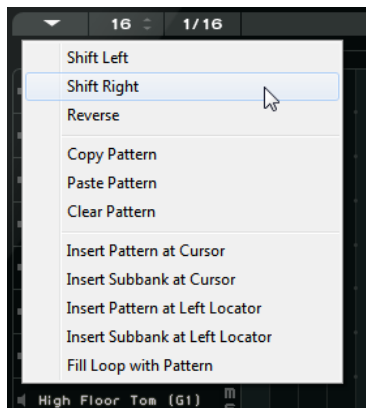 16 1/16
Shift Left
Shift Right
Reverse
Copy Pattern
Paste Pattern
Clear Pattern
Insert Pattern at Cursor
Insert Subbank at Cursor
Insert Pattern at Left Locator
Insert Subbank at Left Locator
Fill Loop with Pattern
High Floor Tom (G1) m